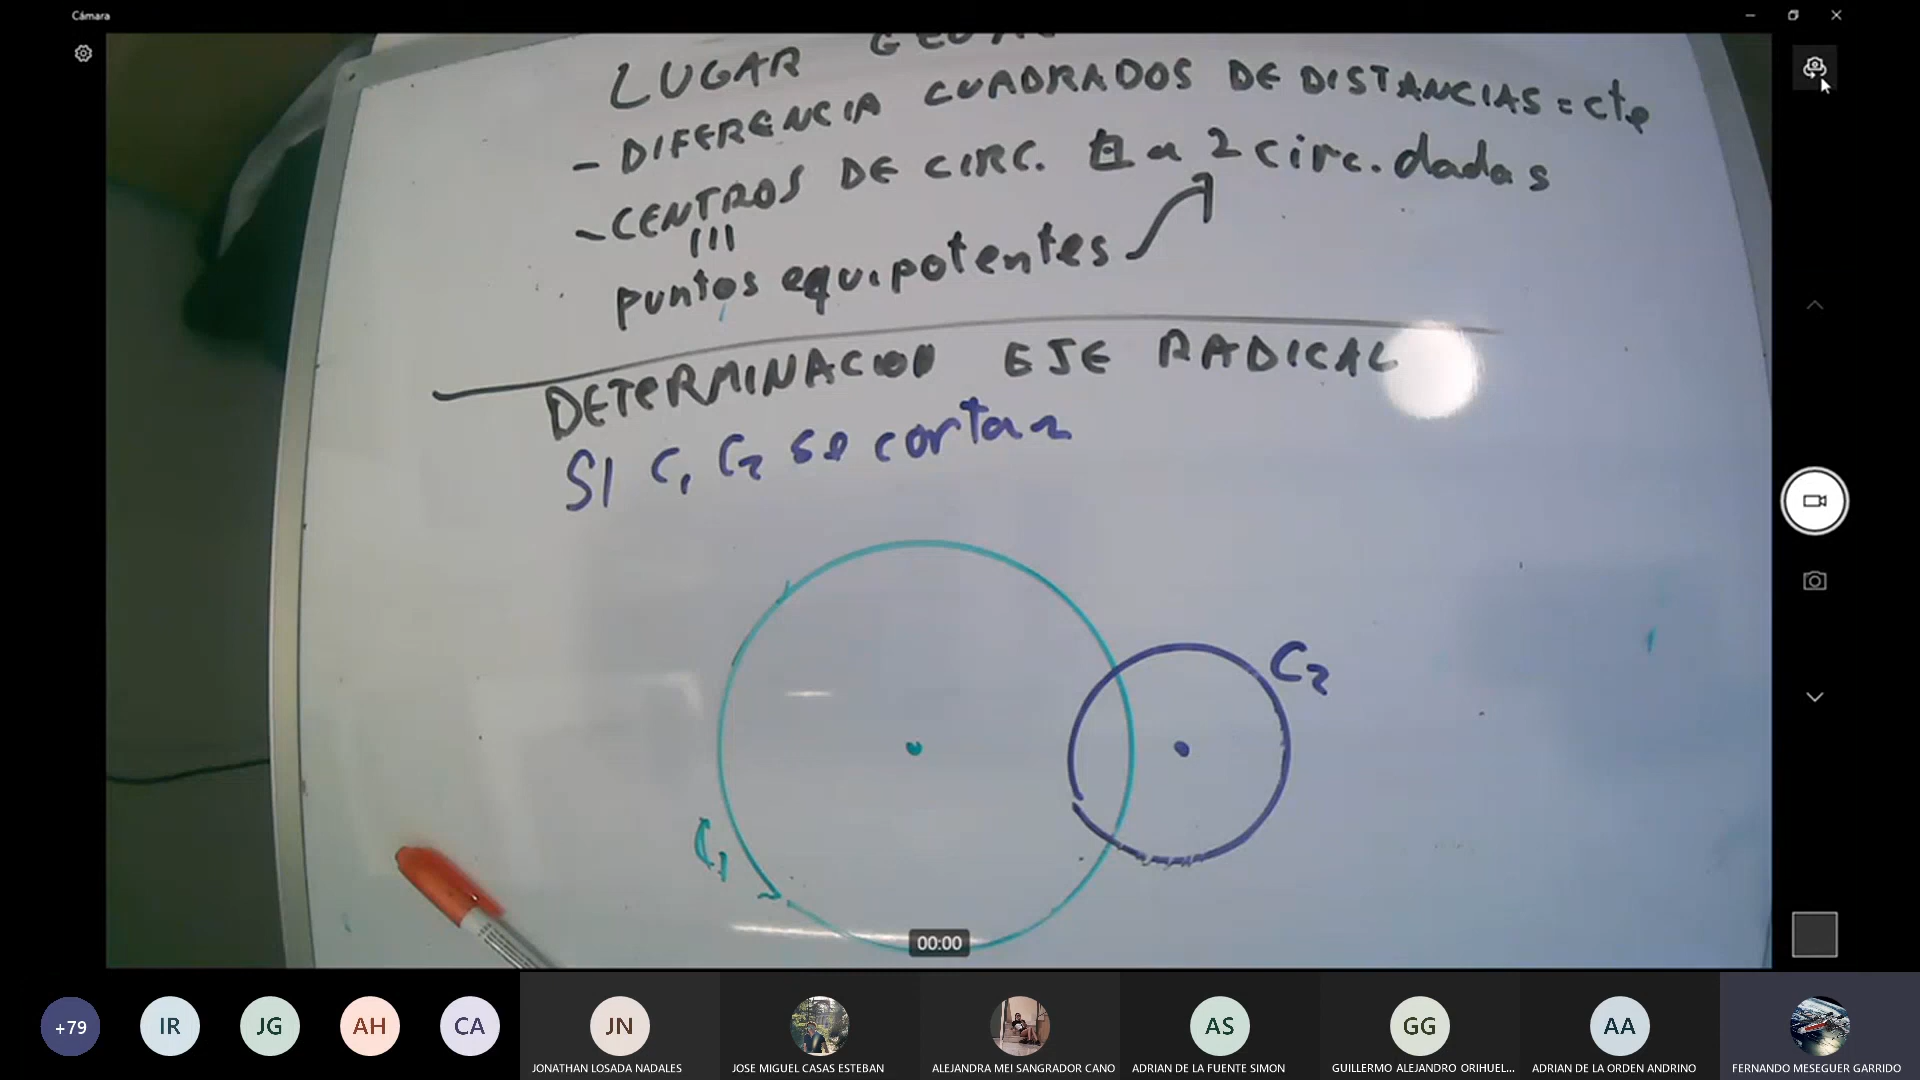 Cámara
LUGAR
- DIFERENCIA CUADRADOS DE DISTANCIAS = cte
- CENTROS DE CIRC. a 2 circ. dadas
puntos equipotentes
DETERMINACION EJE RADICAL
SI C1 C2 se cortan
C2
C1
00:00
+79
IR
JG
AH
CA
JN
AS
GG
AA
JONATHAN LOSADA NADALES
JOSE MIGUEL CASAS ESTEBAN
ALEJANDRA MEI SANGRADOR CANO
ADRIAN DE LA FUENTE SIMON
GUILLERMO ALEJANDRO ORIHUEL...
ADRIAN DE LA ORDEN ANDRINO
FERNANDO MESEGUER GARRIDO